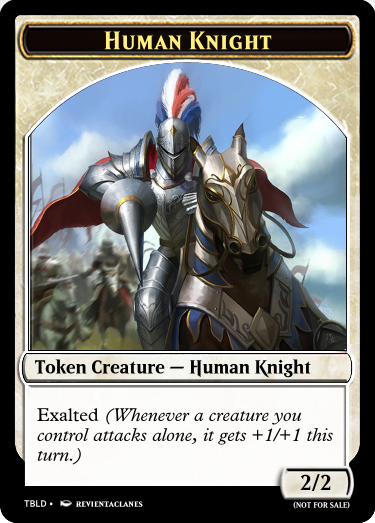 Human Knight
Token Creature — Human Knight
Exalted (Whenever a creature you
control attacks alone, it gets +1/+1 this
turn.)
2/2
TBLD • REVIENTACLANES
(NOT FOR SALE)